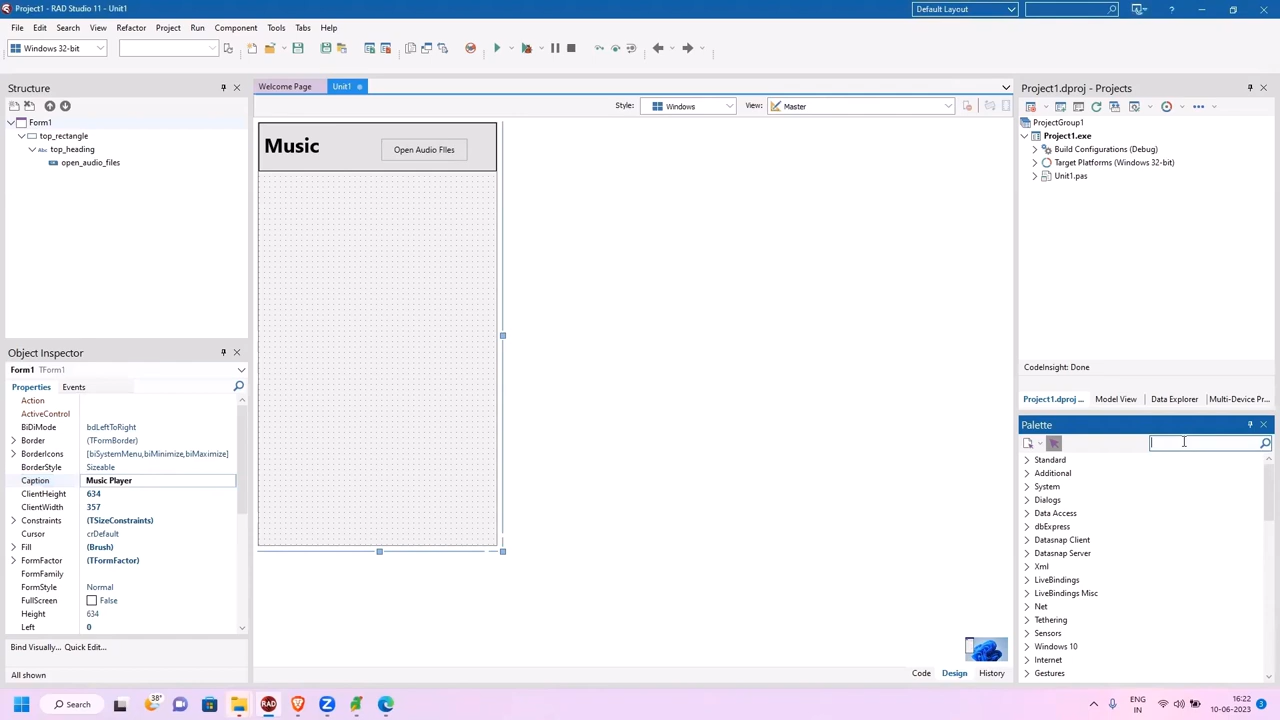 Project1 - RAD Studio 11 - Unit1
Default Layout
File Edit Search View Refactor Project Run Component Tools Tabs Help
Windows 32-bit
Structure
Form1
top_rectangle
Abc top_heading
open_audio_files
Object Inspector
Form1 TForm1
Properties Events
Action
ActiveControl
BiDiMode bdLeftToRight
Border (TFormBorder)
BorderIcons [biSystemMenu,biMinimize,biMaximize]
BorderStyle Sizeable
Caption Music Player
ClientHeight 634
ClientWidth 357
Constraints (TSizeConstraints)
Cursor crDefault
Fill (Brush)
FormFactor (TFormFactor)
FormFamily
FormStyle Normal
FullScreen False
Height 634
Left 0
Bind Visually... Quick Edit...
All shown
Welcome Page Unit1
Style: Windows View: Master
Music Open Audio FIles
Code Design History
Project1.dproj - Projects
ProjectGroup1
Project1.exe
Build Configurations (Debug)
Target Platforms (Windows 32-bit)
Unit1.pas
CodeInsight: Done
Project1.dproj ... Model View Data Explorer Multi-Device Pr...
Palette
Standard
Additional
System
Dialogs
Data Access
dbExpress
Datasnap Client
Datasnap Server
Xml
LiveBindings
LiveBindings Misc
Net
Tethering
Sensors
Windows 10
Internet
Gestures
Search
38°
RAD
ENG
IN
16:22
10-06-2023
3